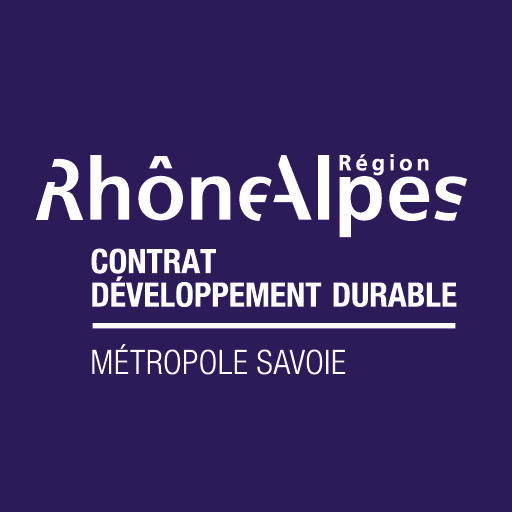 Région
RhôneAlpes
CONTRAT
DÉVELOPPEMENT DURABLE
MÉTROPOLE SAVOIE